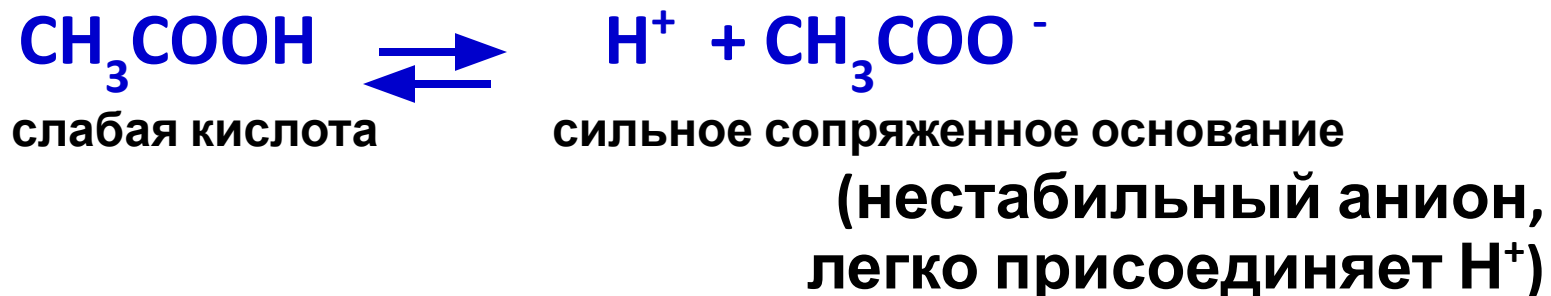 CH₃COOH ⇄ H⁺ + CH₃COO⁻
слабая кислота сильное сопряженное основание
(нестабильный анион,
легко присоединяет H⁺)